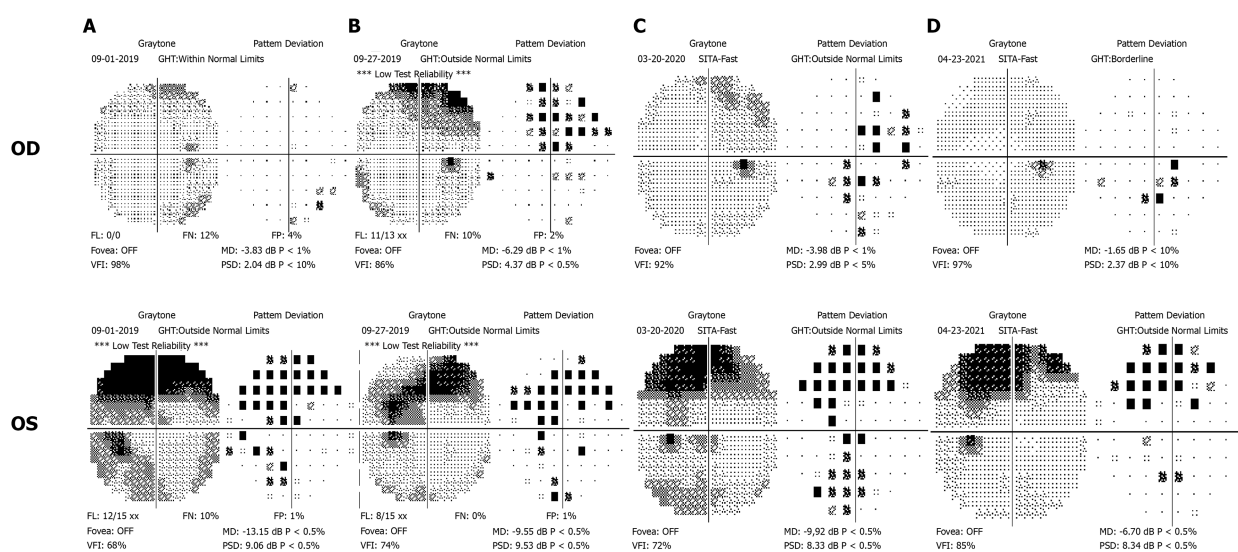 A B C D
Graytone Pattem Deviation Graytone Pattem Deviation Graytone Pattem Deviation Graytone Pattem Deviation
09-01-2019 GHT:Within Normal Limits 09-27-2019 GHT:Outside Normal Limits 03-20-2020 SITA-Fast GHT:Outside Normal Limits 04-23-2021 SITA-Fast GHT:Borderline
*** Low Test Reliability ***
OD
FL: 0/0 FN: 12% FP: 4% FL: 11/13 xx FN: 10% FP: 2%
Fovea: OFF MD: -3.83 dB P < 1% Fovea: OFF MD: -6.29 dB P < 1% Fovea: OFF MD: -3.98 dB P < 1% Fovea: OFF MD: -1.65 dB P < 10%
VFI: 98% PSD: 2.04 dB P < 10% VFI: 86% PSD: 4.37 dB P < 0.5% VFI: 92% PSD: 2.99 dB P < 5% VFI: 97% PSD: 2.37 dB P < 10%
Graytone Pattem Deviation Graytone Pattem Deviation Graytone Pattem Deviation Graytone Pattem Deviation
09-01-2019 GHT:Outside Normal Limits 09-27-2019 GHT:Outside Normal Limits 03-20-2020 SITA-Fast GHT:Outside Normal Limits 04-23-2021 SITA-Fast GHT:Outside Normal Limits
*** Low Test Reliability *** *** Low Test Reliability ***
OS
FL: 12/15 xx FN: 10% FP: 1% FL: 8/15 xx FN: 0% FP: 1%
Fovea: OFF MD: -13.15 dB P < 0.5% Fovea: OFF MD: -9.55 dB P < 0.5% Fovea: OFF MD: -9,92 dB P < 0.5% Fovea: OFF MD: -6.70 dB P < 0.5%
VFI: 68% PSD: 9.06 dB P < 0.5% VFI: 74% PSD: 9.53 dB P < 0.5% VFI: 72% PSD: 8.33 dB P < 0.5% VFI: 85% PSD: 8.34 dB P < 0.5%